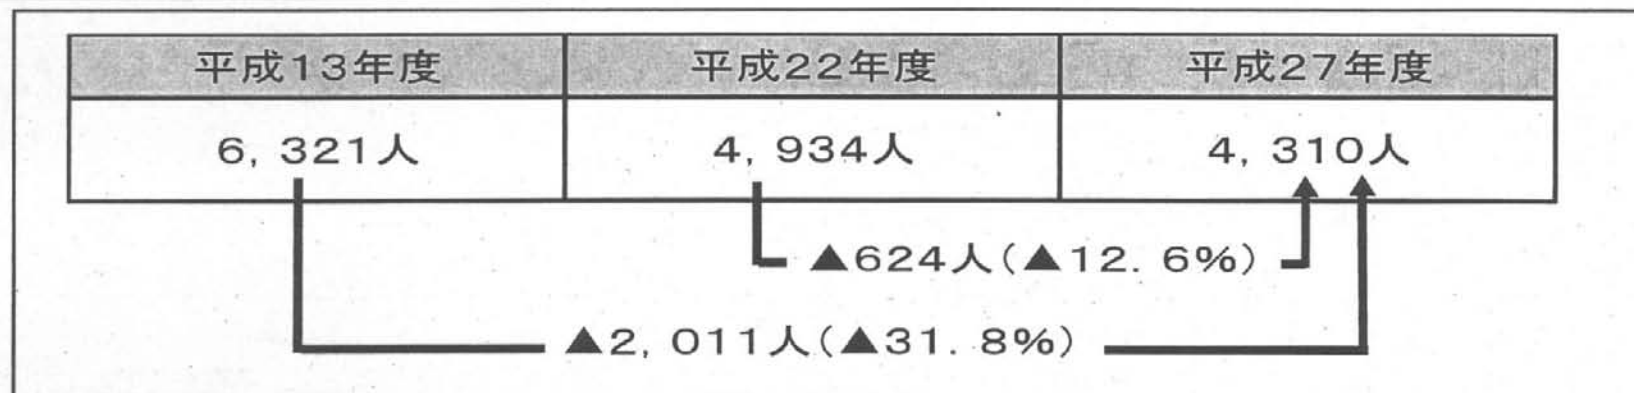 平成13年度 平成22年度 平成27年度
6,321人 4,934人 4,310人
▲624人(▲12.6%)
▲2,011人(▲31.8%)